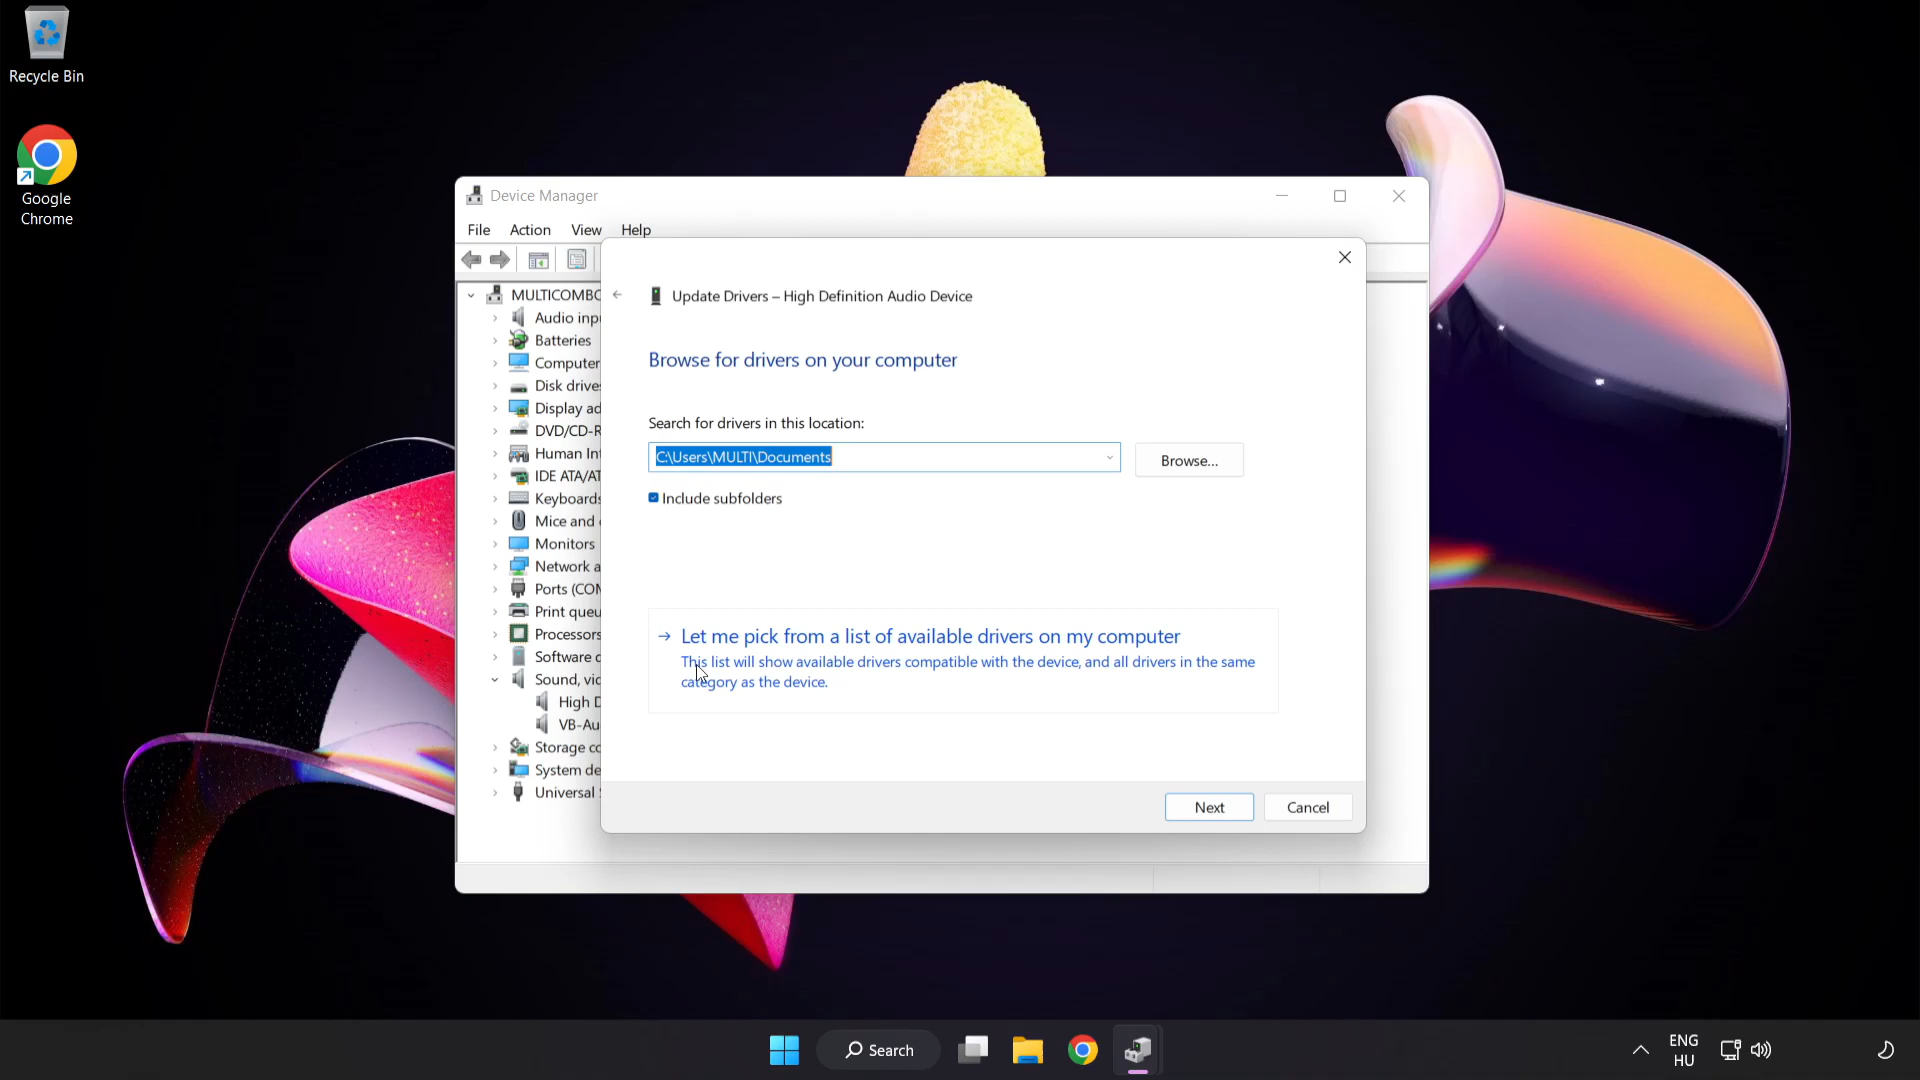 Recycle Bin
Google
Chrome
Device Manager
File Action View Help
Update Drivers – High Definition Audio Device
Browse for drivers on your computer
Search for drivers in this location:
C:\Users\MULTI\Documents
Browse...
Include subfolders
Let me pick from a list of available drivers on my computer
This list will show available drivers compatible with the device, and all drivers in the same
category as the device.
Next
Cancel
MULTICOMBO
Audio inpu
Batteries
Computer
Disk drives
Display ad
DVD/CD-R
Human Int
IDE ATA/AT
Keyboards
Mice and
Monitors
Network a
Ports (COM
Print queu
Processors
Software d
Sound, vid
High D
VB-Au
Storage co
System de
Universal
Search
ENG
HU